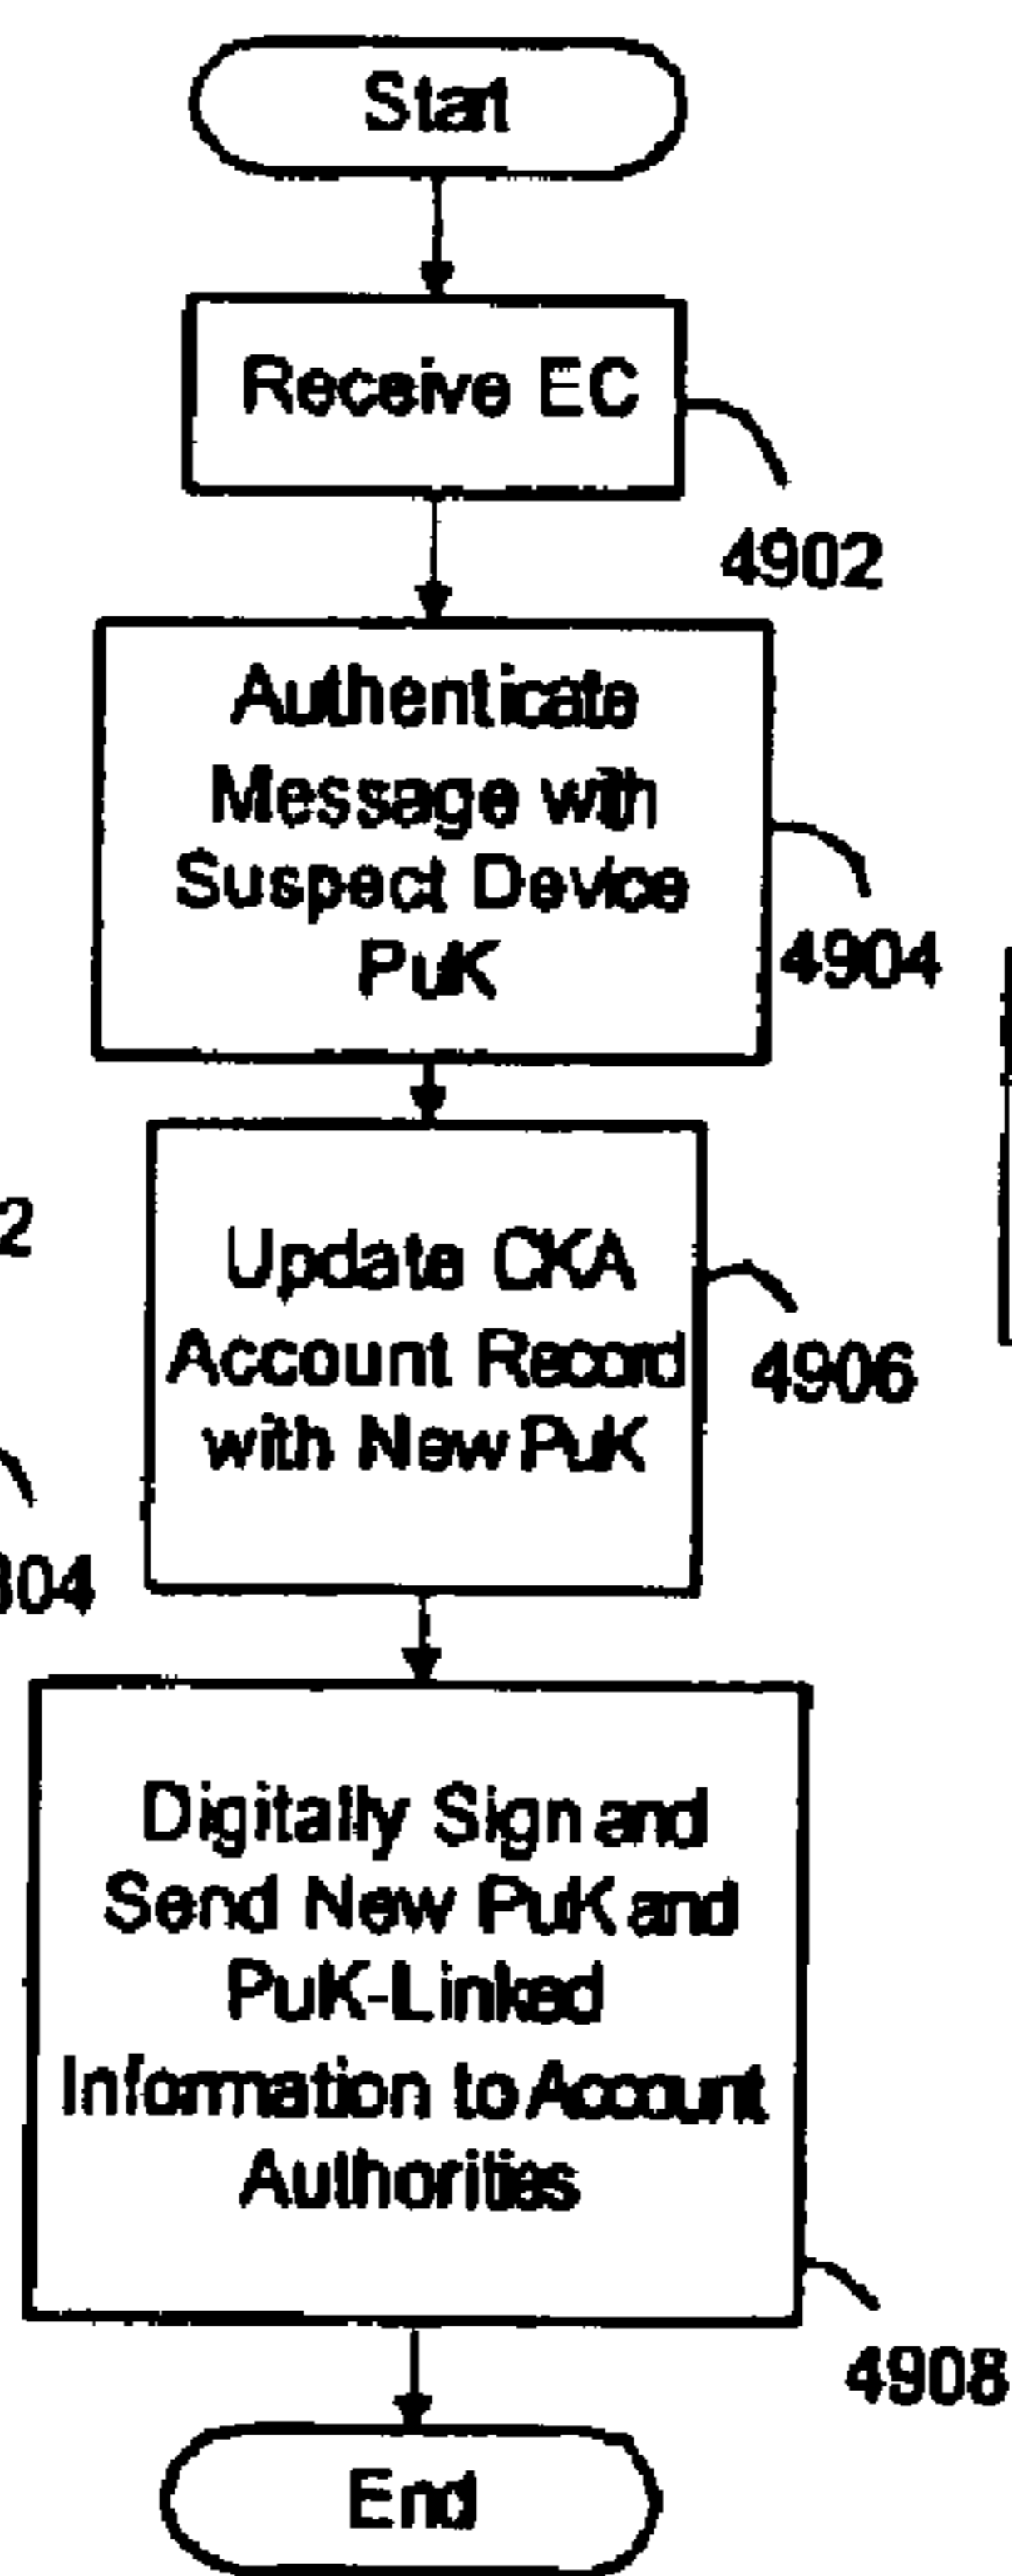 Start
Receive EC
4902
Authenticate
Message with
Suspect Device
PuK
4904
2
Update CKA
Account Record
with New PuK
4906
304
Digitally Sign and
Send New PuK and
PuK-Linked
Information to Account
Authorities
4908
End